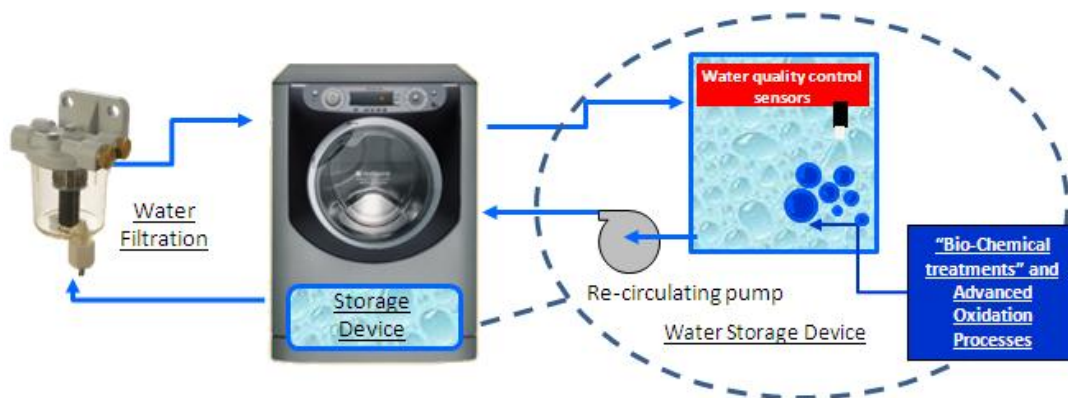 Water
Filtration
Storage
Device
Water quality control
sensors
Re-circulating pump
Water Storage Device
“Bio-Chemical
treatments” and
Advanced
Oxidation
Processes